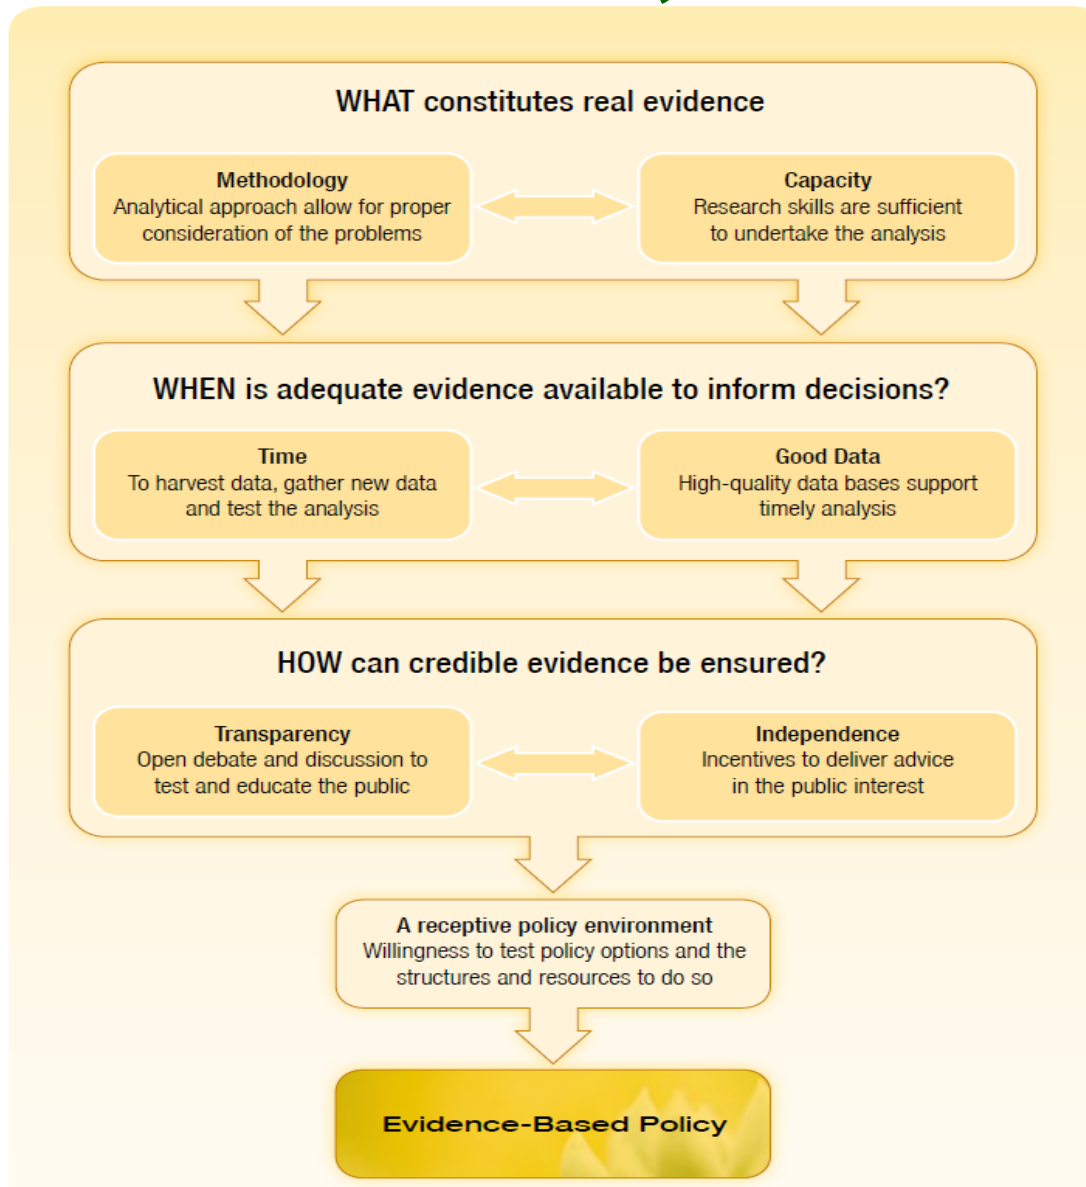 WHAT constitutes real evidence
Methodology
Analytical approach allow for proper
consideration of the problems
Capacity
Research skills are sufficient
to undertake the analysis
WHEN is adequate evidence available to inform decisions?
Time
To harvest data, gather new data
and test the analysis
Good Data
High-quality data bases support
timely analysis
HOW can credible evidence be ensured?
Transparency
Open debate and discussion to
test and educate the public
Independence
Incentives to deliver advice
in the public interest
A receptive policy environment
Willingness to test policy options and the
structures and resources to do so
Evidence-Based Policy